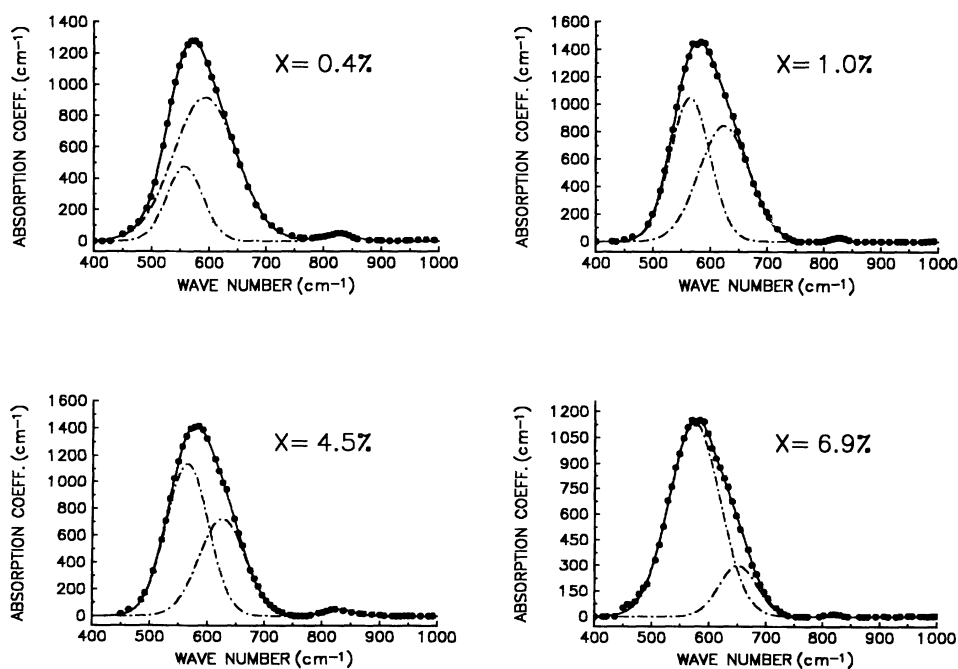 ABSORPTION COEFF. (cm⁻¹)
1400
1200
1000
800
600
400
200
0
X= 0.4%
400 500 600 700 800 900 1000
WAVE NUMBER (cm⁻¹)
ABSORPTION COEFF. (cm⁻¹)
1600
1400
1200
1000
800
600
400
200
0
X= 1.0%
400 500 600 700 800 900 1000
WAVE NUMBER (cm⁻¹)
ABSORPTION COEFF. (cm⁻¹)
1600
1400
1200
1000
800
600
400
200
0
X= 4.5%
400 500 600 700 800 900 1000
WAVE NUMBER (cm⁻¹)
ABSORPTION COEFF. (cm⁻¹)
1200
1050
900
750
600
450
300
150
0
X= 6.9%
400 500 600 700 800 900 1000
WAVE NUMBER (cm⁻¹)